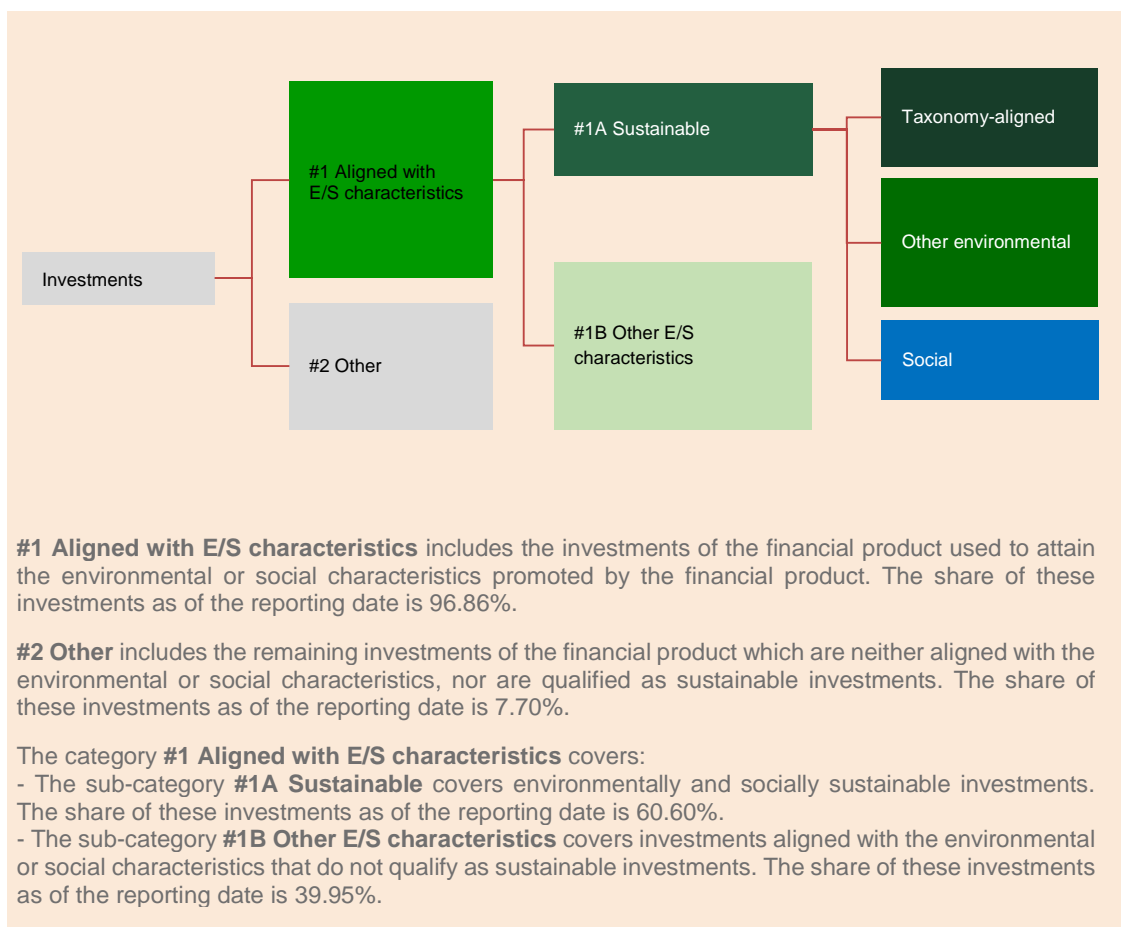 Investments
#1 Aligned with
E/S characteristics
#2 Other
#1A Sustainable
#1B Other E/S
characteristics
Taxonomy-aligned
Other environmental
Social
#1 Aligned with E/S characteristics includes the investments of the financial product used to attain
the environmental or social characteristics promoted by the financial product. The share of these
investments as of the reporting date is 96.86%.
#2 Other includes the remaining investments of the financial product which are neither aligned with the
environmental or social characteristics, nor are qualified as sustainable investments. The share of
these investments as of the reporting date is 7.70%.
The category #1 Aligned with E/S characteristics covers:
- The sub-category #1A Sustainable covers environmentally and socially sustainable investments.
The share of these investments as of the reporting date is 60.60%.
- The sub-category #1B Other E/S characteristics covers investments aligned with the environmental
or social characteristics that do not qualify as sustainable investments. The share of these investments
as of the reporting date is 39.95%.